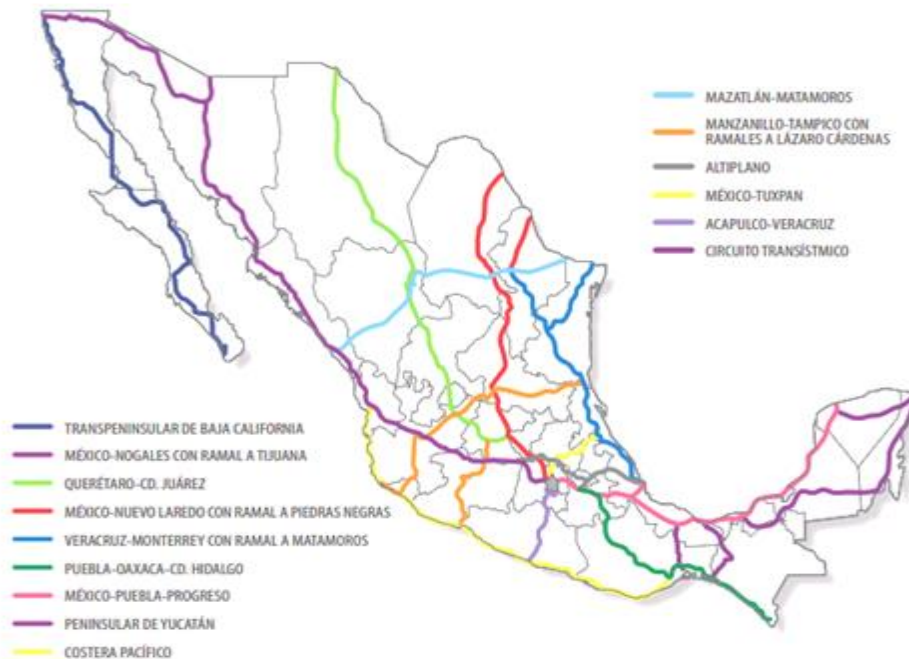 MAZATLÁN-MATAMOROS
MANZANILLO-TAMPICO CON
RAMALES A LÁZARO CÁRDENAS
ALTIPLANO
MÉXICO-TUXPAN
ACAPULCO-VERACRUZ
CIRCUITO TRANSÍSTMICO
TRANSPENINSULAR DE BAJA CALIFORNIA
MÉXICO-NOGALES CON RAMAL A TIJUANA
QUERÉTARO-CD. JUÁREZ
MÉXICO-NUEVO LAREDO CON RAMAL A PIEDRAS NEGRAS
VERACRUZ-MONTERREY CON RAMAL A MATAMOROS
PUEBLA-OAXACA-CD. HIDALGO
MÉXICO-PUEBLA-PROGRESO
PENINSULAR DE YUCATÁN
COSTERA PACÍFICO